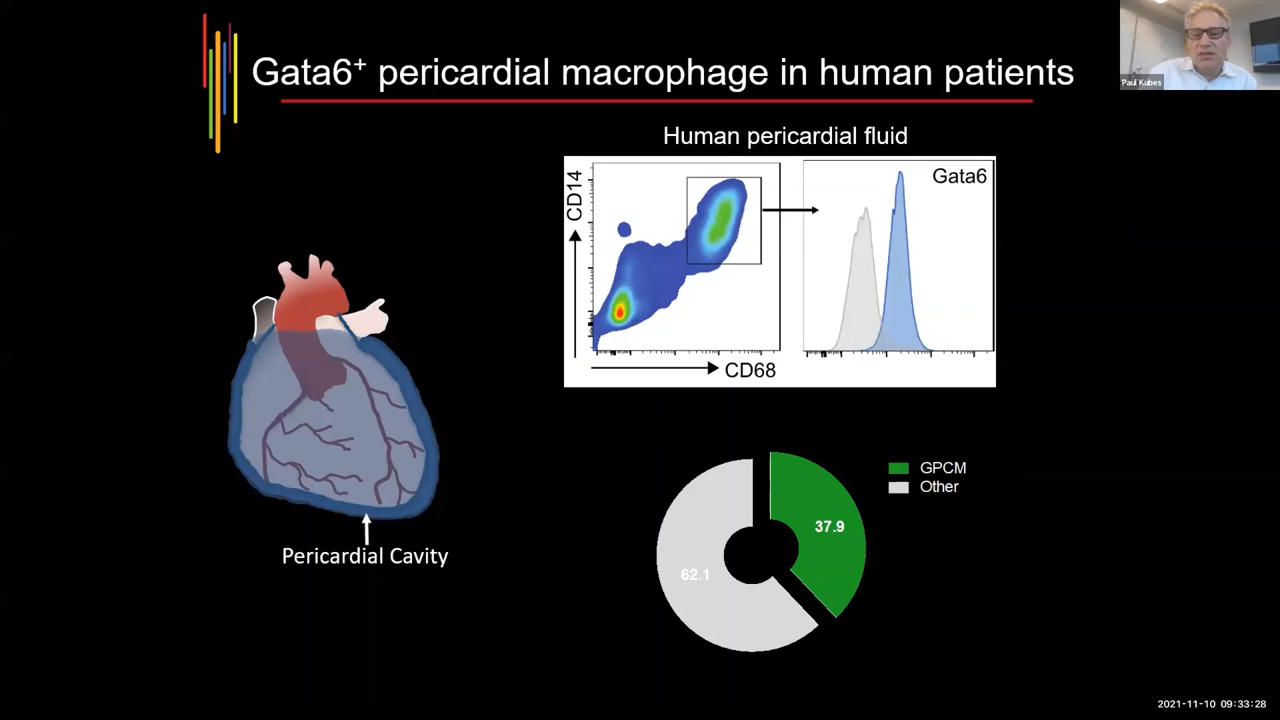 Gata6⁺ pericardial macrophage in human patients
Paul Kubes
Human pericardial fluid
CD14
CD68
Gata6
GPCM
Other
37.9
62.1
Pericardial Cavity
2021-11-10 09:33:28